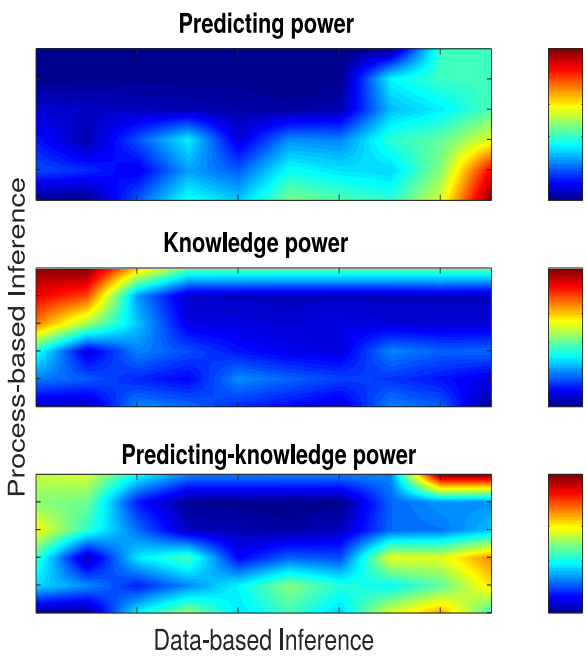 Predicting power
Knowledge power
Predicting-knowledge power
Process-based Inference
Data-based Inference